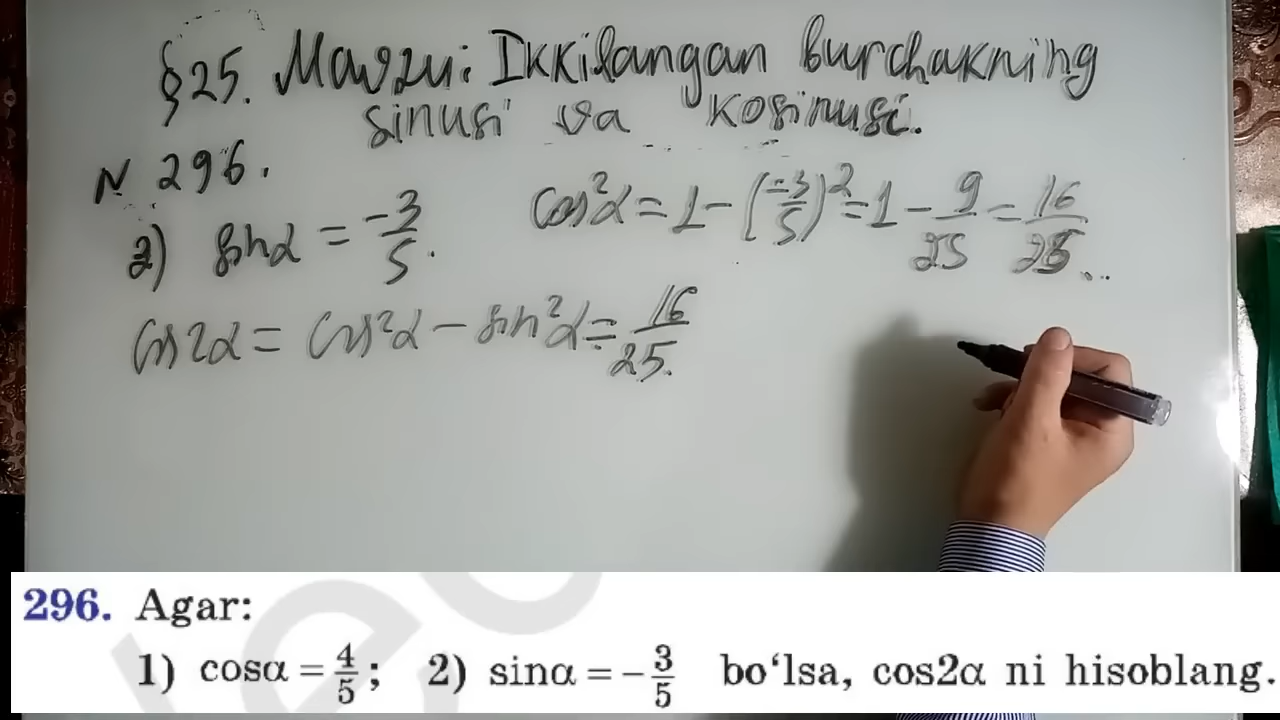 §25. Mavzu: Ikkilangan burchakning
sinusi va kosinusi.
N 296.
2) sinα = -3/5. cos²α = 1 - (-3/5)² = 1 - 9/25 = 16/25.
cos2α = cos²α - sin²α = 16/25.
296. Agar:
1) cosα = 4/5; 2) sinα = -3/5 bo‘lsa, cos2α ni hisoblang.